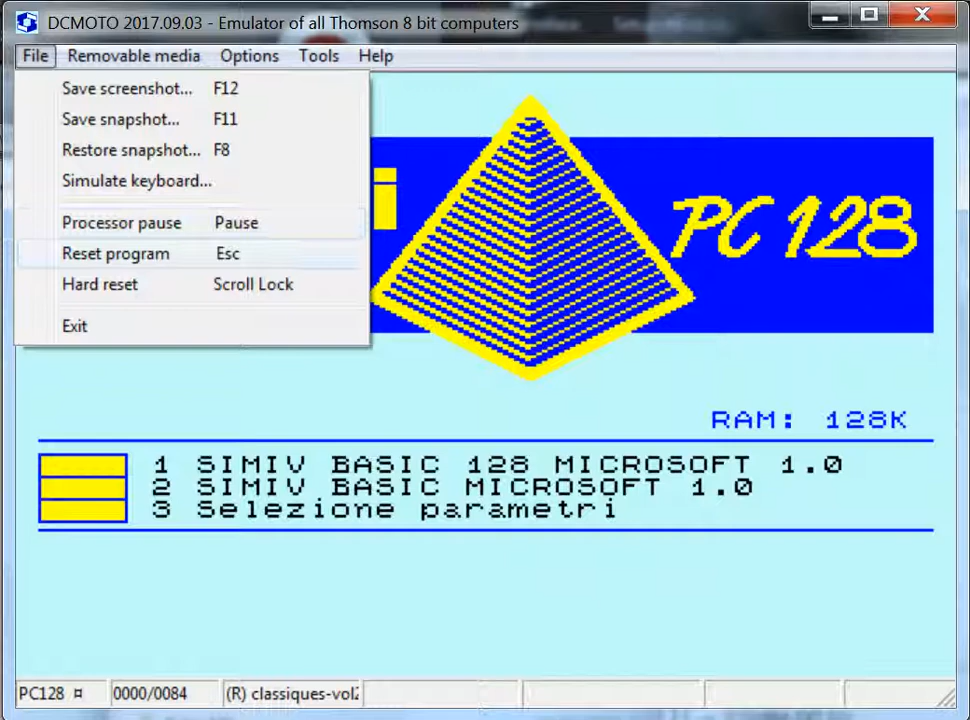 DCMOTO 2017.09.03 - Emulator of all Thomson 8 bit computers
File Removable media Options Tools Help
Save screenshot... F12
Save snapshot... F11
Restore snapshot... F8
Simulate keyboard...
Processor pause Pause
Reset program Esc
Hard reset Scroll Lock
Exit
i
PC 128
RAM: 128K
1 SIMIV BASIC 128 MICROSOFT 1.0
2 SIMIV BASIC MICROSOFT 1.0
3 Selezione parametri
PC128 ¤ 0000/0084 (R) classiques-vol2